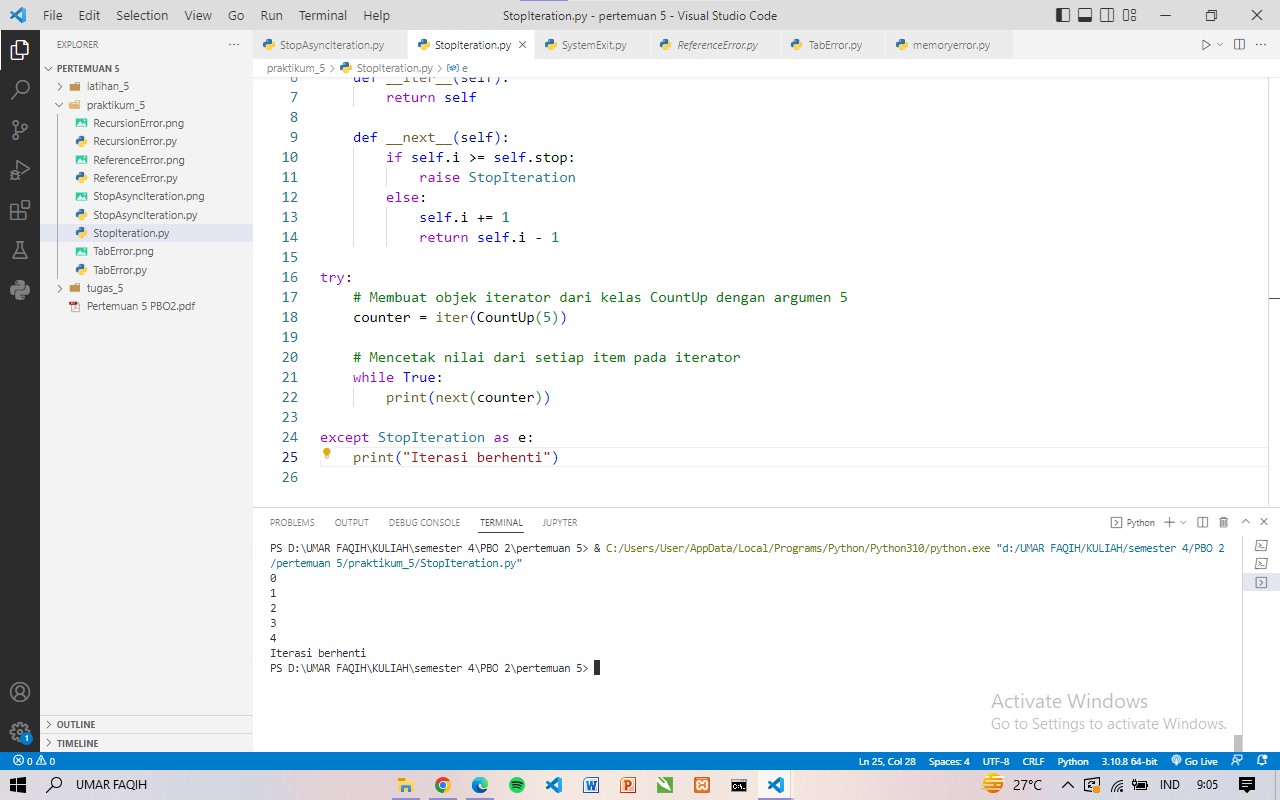 File Edit Selection View Go Run Terminal Help
StopIteration.py - pertemuan 5 - Visual Studio Code
EXPLORER
PERTEMUAN 5
latihan_5
praktikum_5
RecursionError.png
RecursionError.py
ReferenceError.png
ReferenceError.py
StopAsyncIteration.png
StopAsyncIteration.py
StopIteration.py
TabError.png
TabError.py
tugas_5
Pertemuan 5 PBO2.pdf
OUTLINE
TIMELINE
StopAsyncIteration.py StopIteration.py SystemExit.py ReferenceError.py TabError.py memoryerror.py
praktikum_5 > StopIteration.py > e
6 def __iter__(self):
7 return self
8
9 def __next__(self):
10 if self.i >= self.stop:
11 raise StopIteration
12 else:
13 self.i += 1
14 return self.i - 1
15
16 try:
17 # Membuat objek iterator dari kelas CountUp dengan argumen 5
18 counter = iter(CountUp(5))
19
20 # Mencetak nilai dari setiap item pada iterator
21 while True:
22 print(next(counter))
23
24 except StopIteration as e:
25 print("Iterasi berhenti")
26
PROBLEMS OUTPUT DEBUG CONSOLE TERMINAL JUPYTER
Python
PS D:\UMAR FAQIH\KULIAH\semester 4\PBO 2\pertemuan 5> & C:/Users/User/AppData/Local/Programs/Python/Python310/python.exe "d:/UMAR FAQIH/KULIAH/semester 4/PBO 2
/pertemuan 5/praktikum_5/StopIteration.py"
0
1
2
3
4
Iterasi berhenti
PS D:\UMAR FAQIH\KULIAH\semester 4\PBO 2\pertemuan 5>
Activate Windows
Go to Settings to activate Windows.
1
0 0
Ln 25, Col 28 Spaces: 4 UTF-8 CRLF Python 3.10.8 64-bit Go Live
UMAR FAQIH
27°C IND 9:05